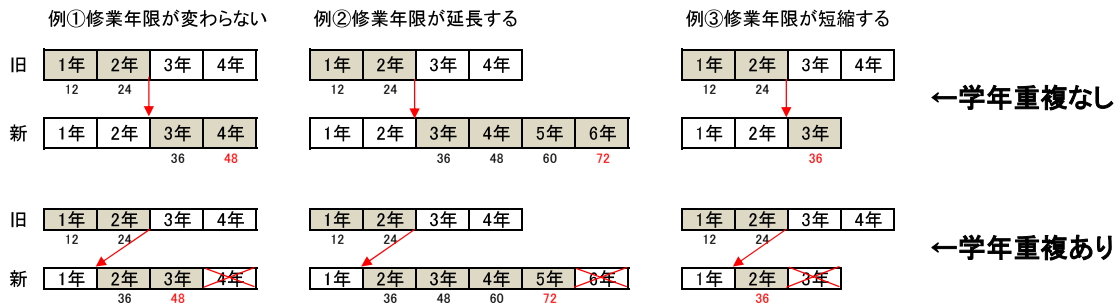 例①修業年限が変わらない 例②修業年限が延長する 例③修業年限が短縮する
旧 1年 2年 3年 4年 1年 2年 3年 4年 1年 2年 3年 4年
12 24 12 24 12 24
←学年重複なし
新 1年 2年 3年 4年 1年 2年 3年 4年 5年 6年 1年 2年 3年
36 48 36 48 60 72 36
旧 1年 2年 3年 4年 1年 2年 3年 4年 1年 2年 3年 4年
12 24 12 24 12 24
←学年重複あり
新 1年 2年 3年 4年 1年 2年 3年 4年 5年 6年 1年 2年 3年
36 48 36 48 60 72 36